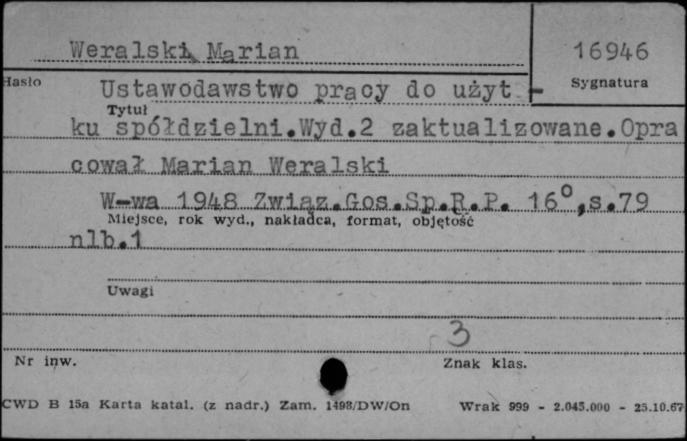 Weralski Marian
16946
Hasło
Sygnatura
Ustawodawstwo pracy do użyt -
Tytuł
ku spółdzielni.Wyd.2 zaktualizowane.Opra
cował Marian Weralski
W-wa 1948 Związ.Gos.Sp.R.P. 16°,s.79
Miejsce, rok wyd., nakładca, format, objętość
nlb.1
Uwagi
3
Nr inw.
Znak klas.
CWD B 15a Karta katal. (z nadr.) Zam. 1498/DW/On
Wrak 999 - 2.045.000 - 25.10.67